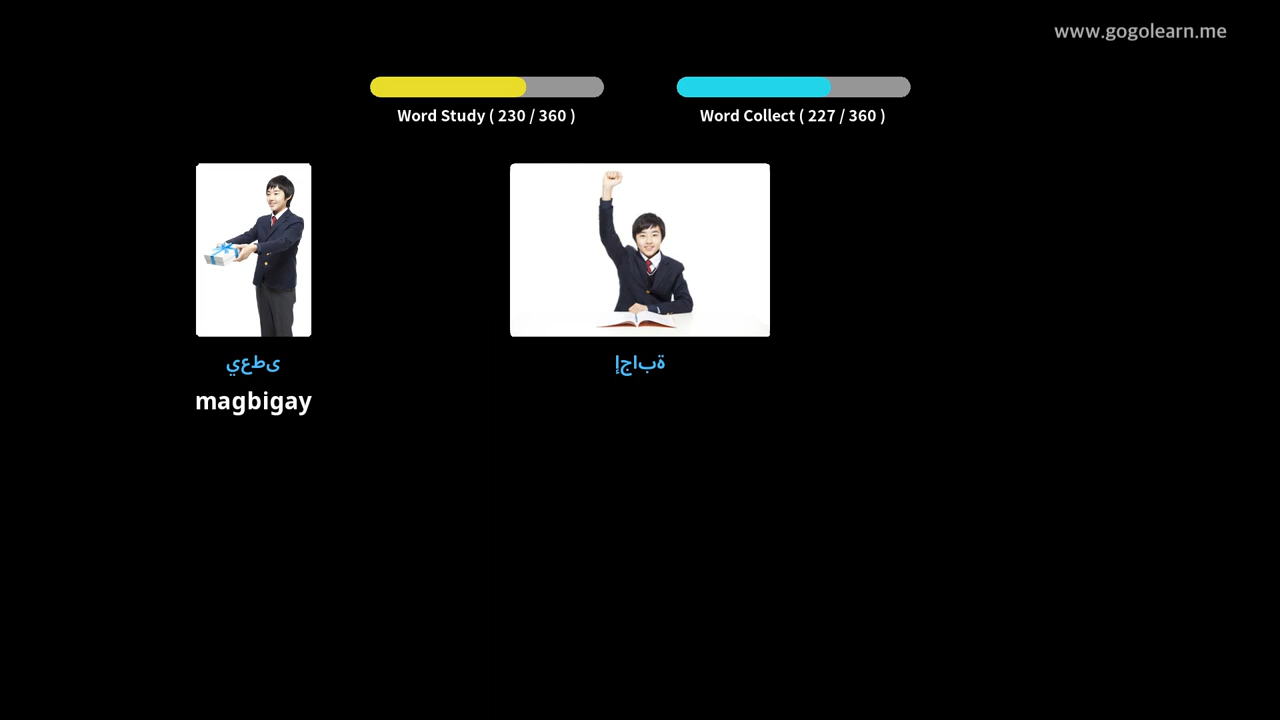 www.gogolearn.me
Word Study ( 230 / 360 )
Word Collect ( 227 / 360 )
يعطى
إجابة
magbigay